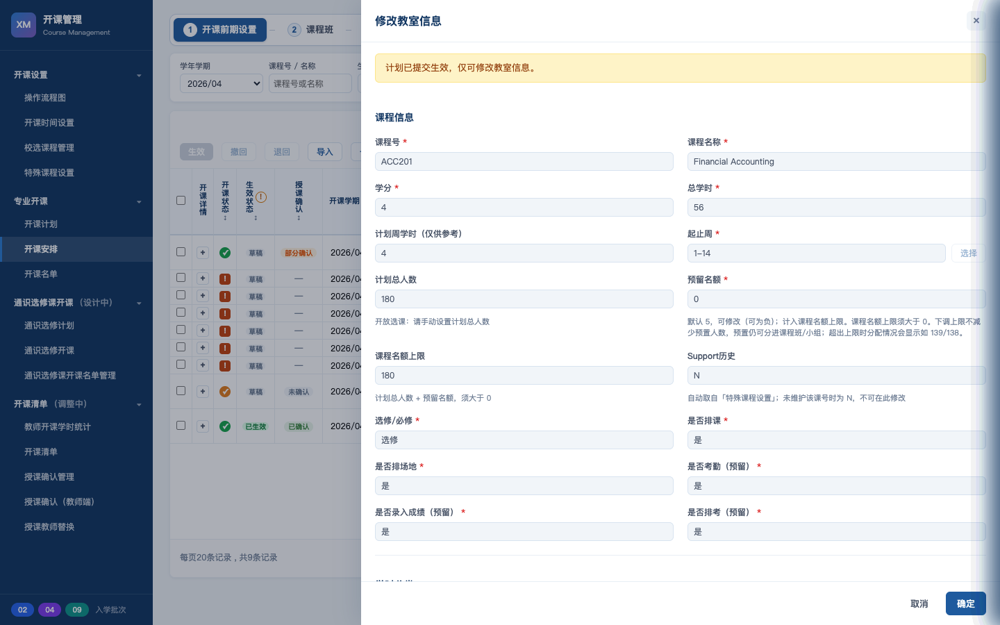 XM
开课管理
Course Management
开课设置
操作流程图
开课时间设置
校选课程管理
特殊课程设置
专业开课
开课计划
开课安排
开课名单
通识选修课开课（设计中）
通识选修计划
通识选修开课
通识选修课开课名单管理
开课清单（调整中）
教师开课学时统计
开课清单
授课确认管理
授课确认（教师端）
授课教师替换
02 04 09 入学批次
1 开课前期设置 — 2 课程班 —
学年学期 课程号 / 名称
2026/04 课程号或名称
生效 撤回 退回 导入
开课详情 开课状态 ↕ 生效状态 ! ↕ 授课确认 ↕ 开课学期
+ 草稿 部分确认 2026/04
+ ! 草稿 — 2026/04
+ ! 草稿 — 2026/04
+ ! 草稿 — 2026/04
+ ! 草稿 — 2026/04
+ ! 草稿 — 2026/04
+ ! 草稿 — 2026/04
+ 草稿 未确认 2026/04
+ 已生效 已确认 2026/04
每页20条记录 , 共9条记录
修改教室信息
×
计划已提交生效，仅可修改教室信息。
课程信息
课程号 * 课程名称 *
ACC201 Financial Accounting
学分 * 总学时 *
4 56
计划周学时（仅供参考） 起止周 *
4 1–14 选择
计划总人数 预留名额 *
180 0
开放选课：请手动设置计划总人数
默认 5，可修改（可为负）；计入课程名额上限。课程名额上限须大于 0。下调上限不减
少预置人数，预置仍可分进课程班/小组；超出上限时分配情况会显示如 139/138。
课程名额上限 Support历史
180 N
计划总人数 + 预留名额，须大于 0 自动取自「特殊课程设置」；未维护该课号时为 N，不可在此修改
选修/必修 * 是否排课 *
选修 是
是否排场地 * 是否考勤（预留） *
是 是
是否录入成绩（预留） * 是否排考（预留） *
是 是
取消 确定